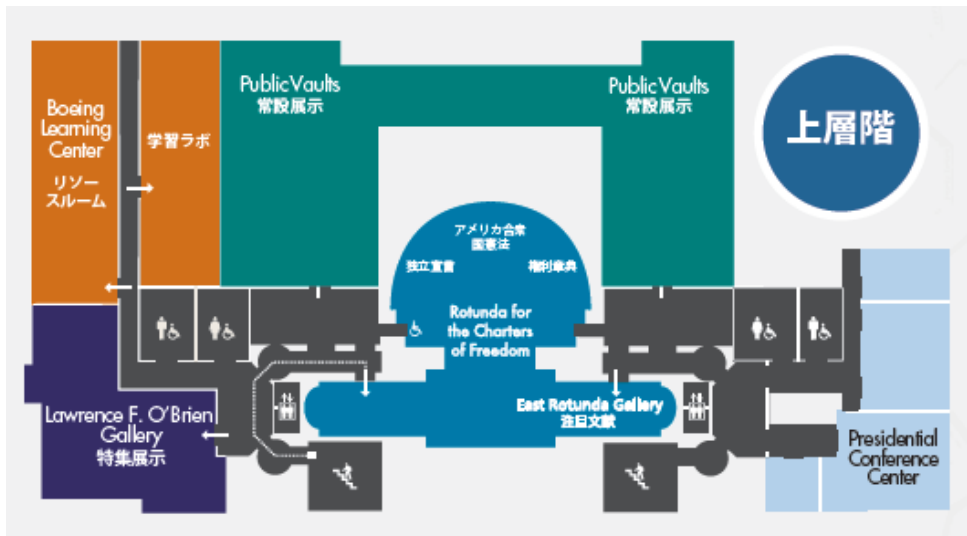 上層階
Boeing
Learning
Center
リソー
スルーム
学習ラボ
Public Vaults
常設展示
Public Vaults
常設展示
アメリカ合衆
国憲法
独立宣言
権利章典
Rotunda for
the Charters
of Freedom
East Rotunda Gallery
注目文献
Lawrence F. O'Brien
Gallery
特集展示
Presidential
Conference
Center